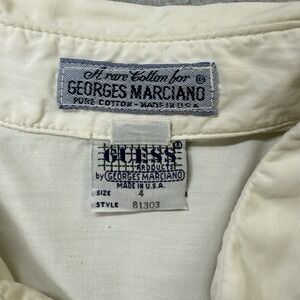 A rare Cotton for ®
GEORGES MARCIANO
PURE COTTON - MADE IN U.S.A.
GUESS ®
PRODUCTS
by GEORGES MARCIANO
MADE IN U.S.A.
SIZE 4
STYLE 81303